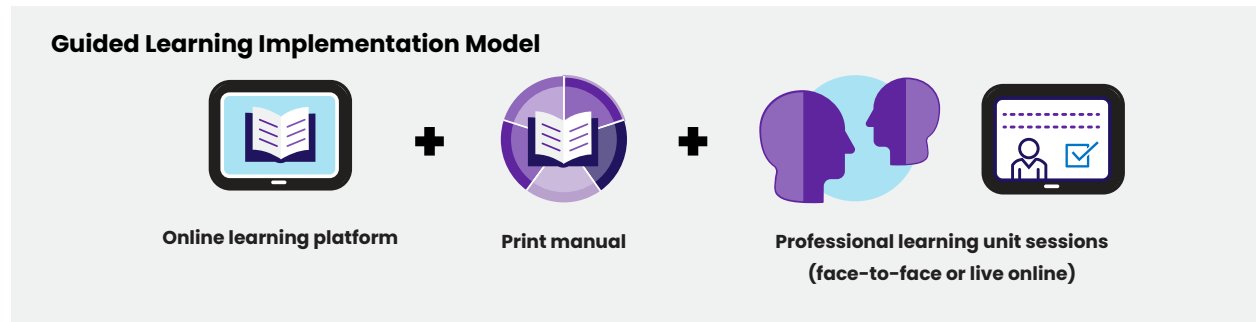 Guided Learning Implementation Model
Online learning platform
Print manual
Professional learning unit sessions
(face-to-face or live online)